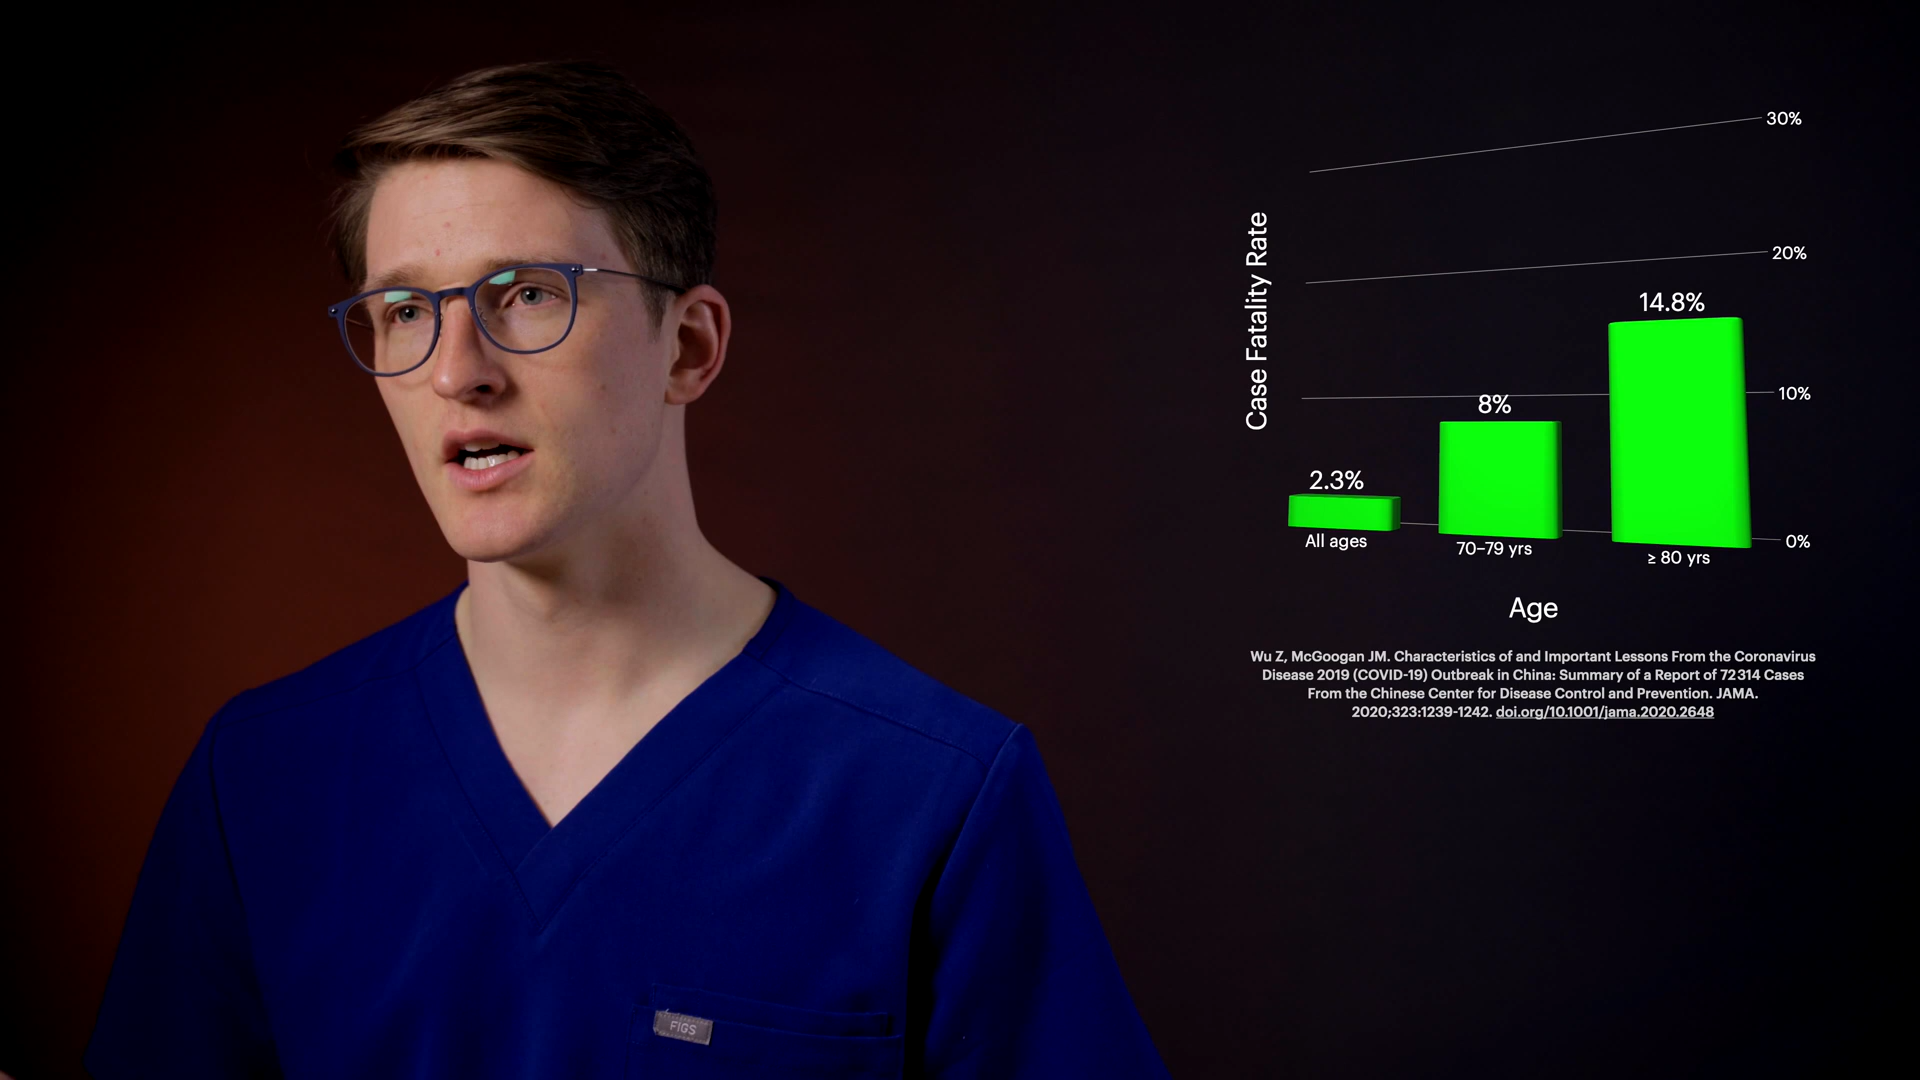 30%
20%
10%
0%
Case Fatality Rate
2.3%
8%
14.8%
All ages
70–79 yrs
≥ 80 yrs
Age
Wu Z, McGoogan JM. Characteristics of and Important Lessons From the Coronavirus
Disease 2019 (COVID-19) Outbreak in China: Summary of a Report of 72 314 Cases
From the Chinese Center for Disease Control and Prevention. JAMA.
2020;323:1239-1242. doi.org/10.1001/jama.2020.2648
FIGS